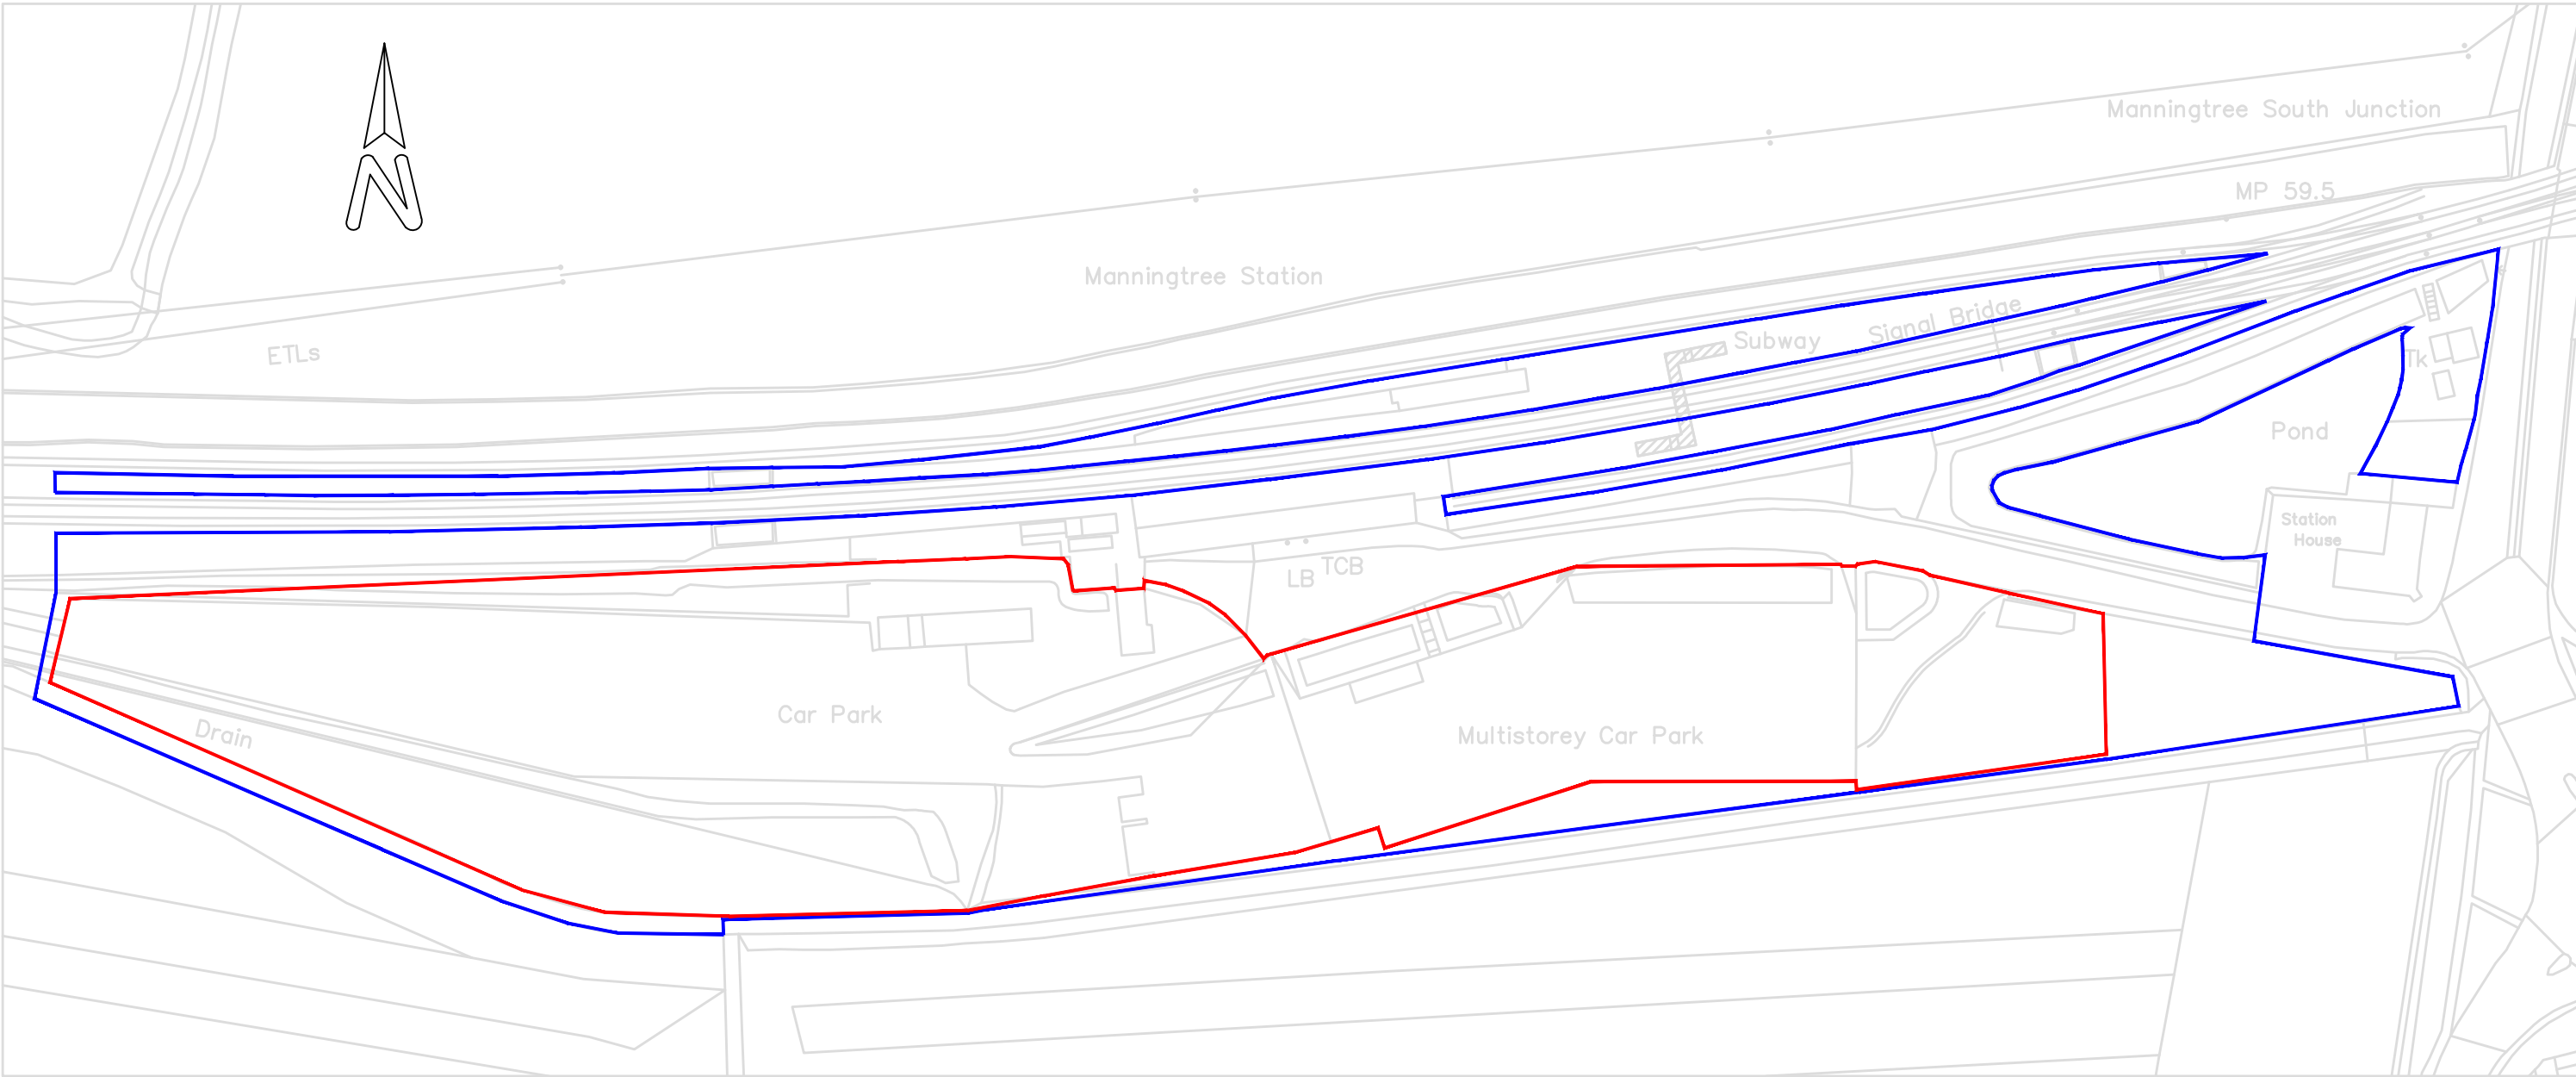 N
Manningtree South Junction
MP 59.5
Manningtree Station
Signal Bridge
Subway
ETLs
Tk
Pond
Station
House
TCB
LB
Car Park
Drain
Multistorey Car Park